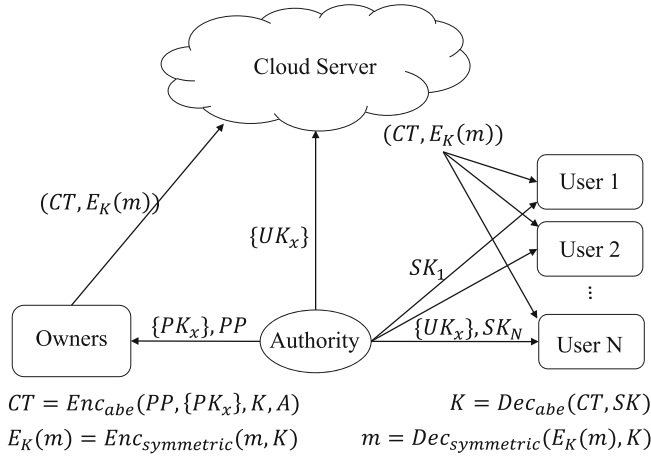 Cloud Server
(CT, E_K(m))
User 1
(CT, E_K(m))
{UK_x}
SK_1
User 2
⋮
Owners
{PK_x}, PP
Authority
{UK_x}, SK_N
User N
CT = Enc_abe(PP, {PK_x}, K, A)
K = Dec_abe(CT, SK)
E_K(m) = Enc_symmetric(m, K)
m = Dec_symmetric(E_K(m), K)